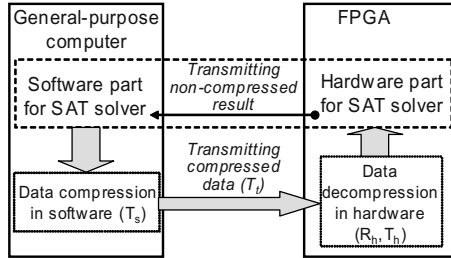 General-purpose
computer
FPGA
Software part
for SAT solver
Transmitting
non-compressed
result
Hardware part
for SAT solver
Transmitting
compressed
data (Tt)
Data compression
in software (Ts)
Data
decompression
in hardware
(Rh, Th)